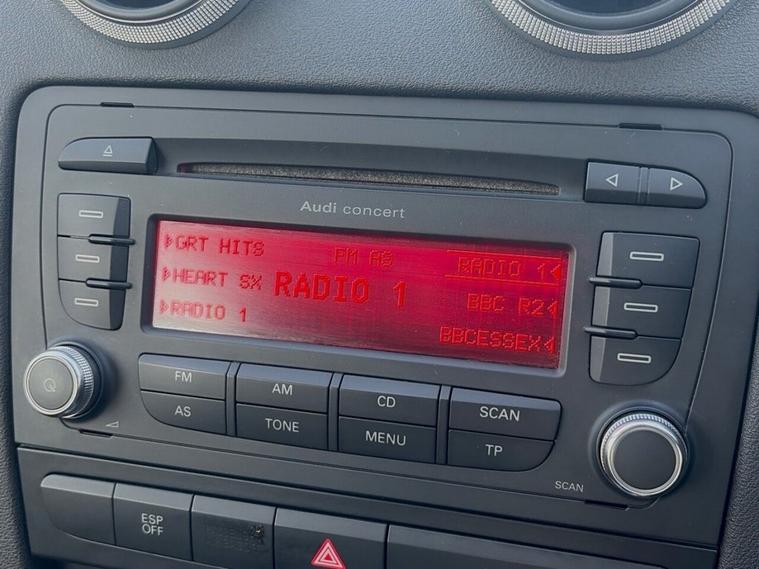 Audi concert
GRT HITS
FM AS
RADIO 1
HEART SX
RADIO 1
BBC R2
RADIO 1
BBCESSEX
FM
AM
CD
SCAN
AS
TONE
MENU
TP
SCAN
ESP
OFF